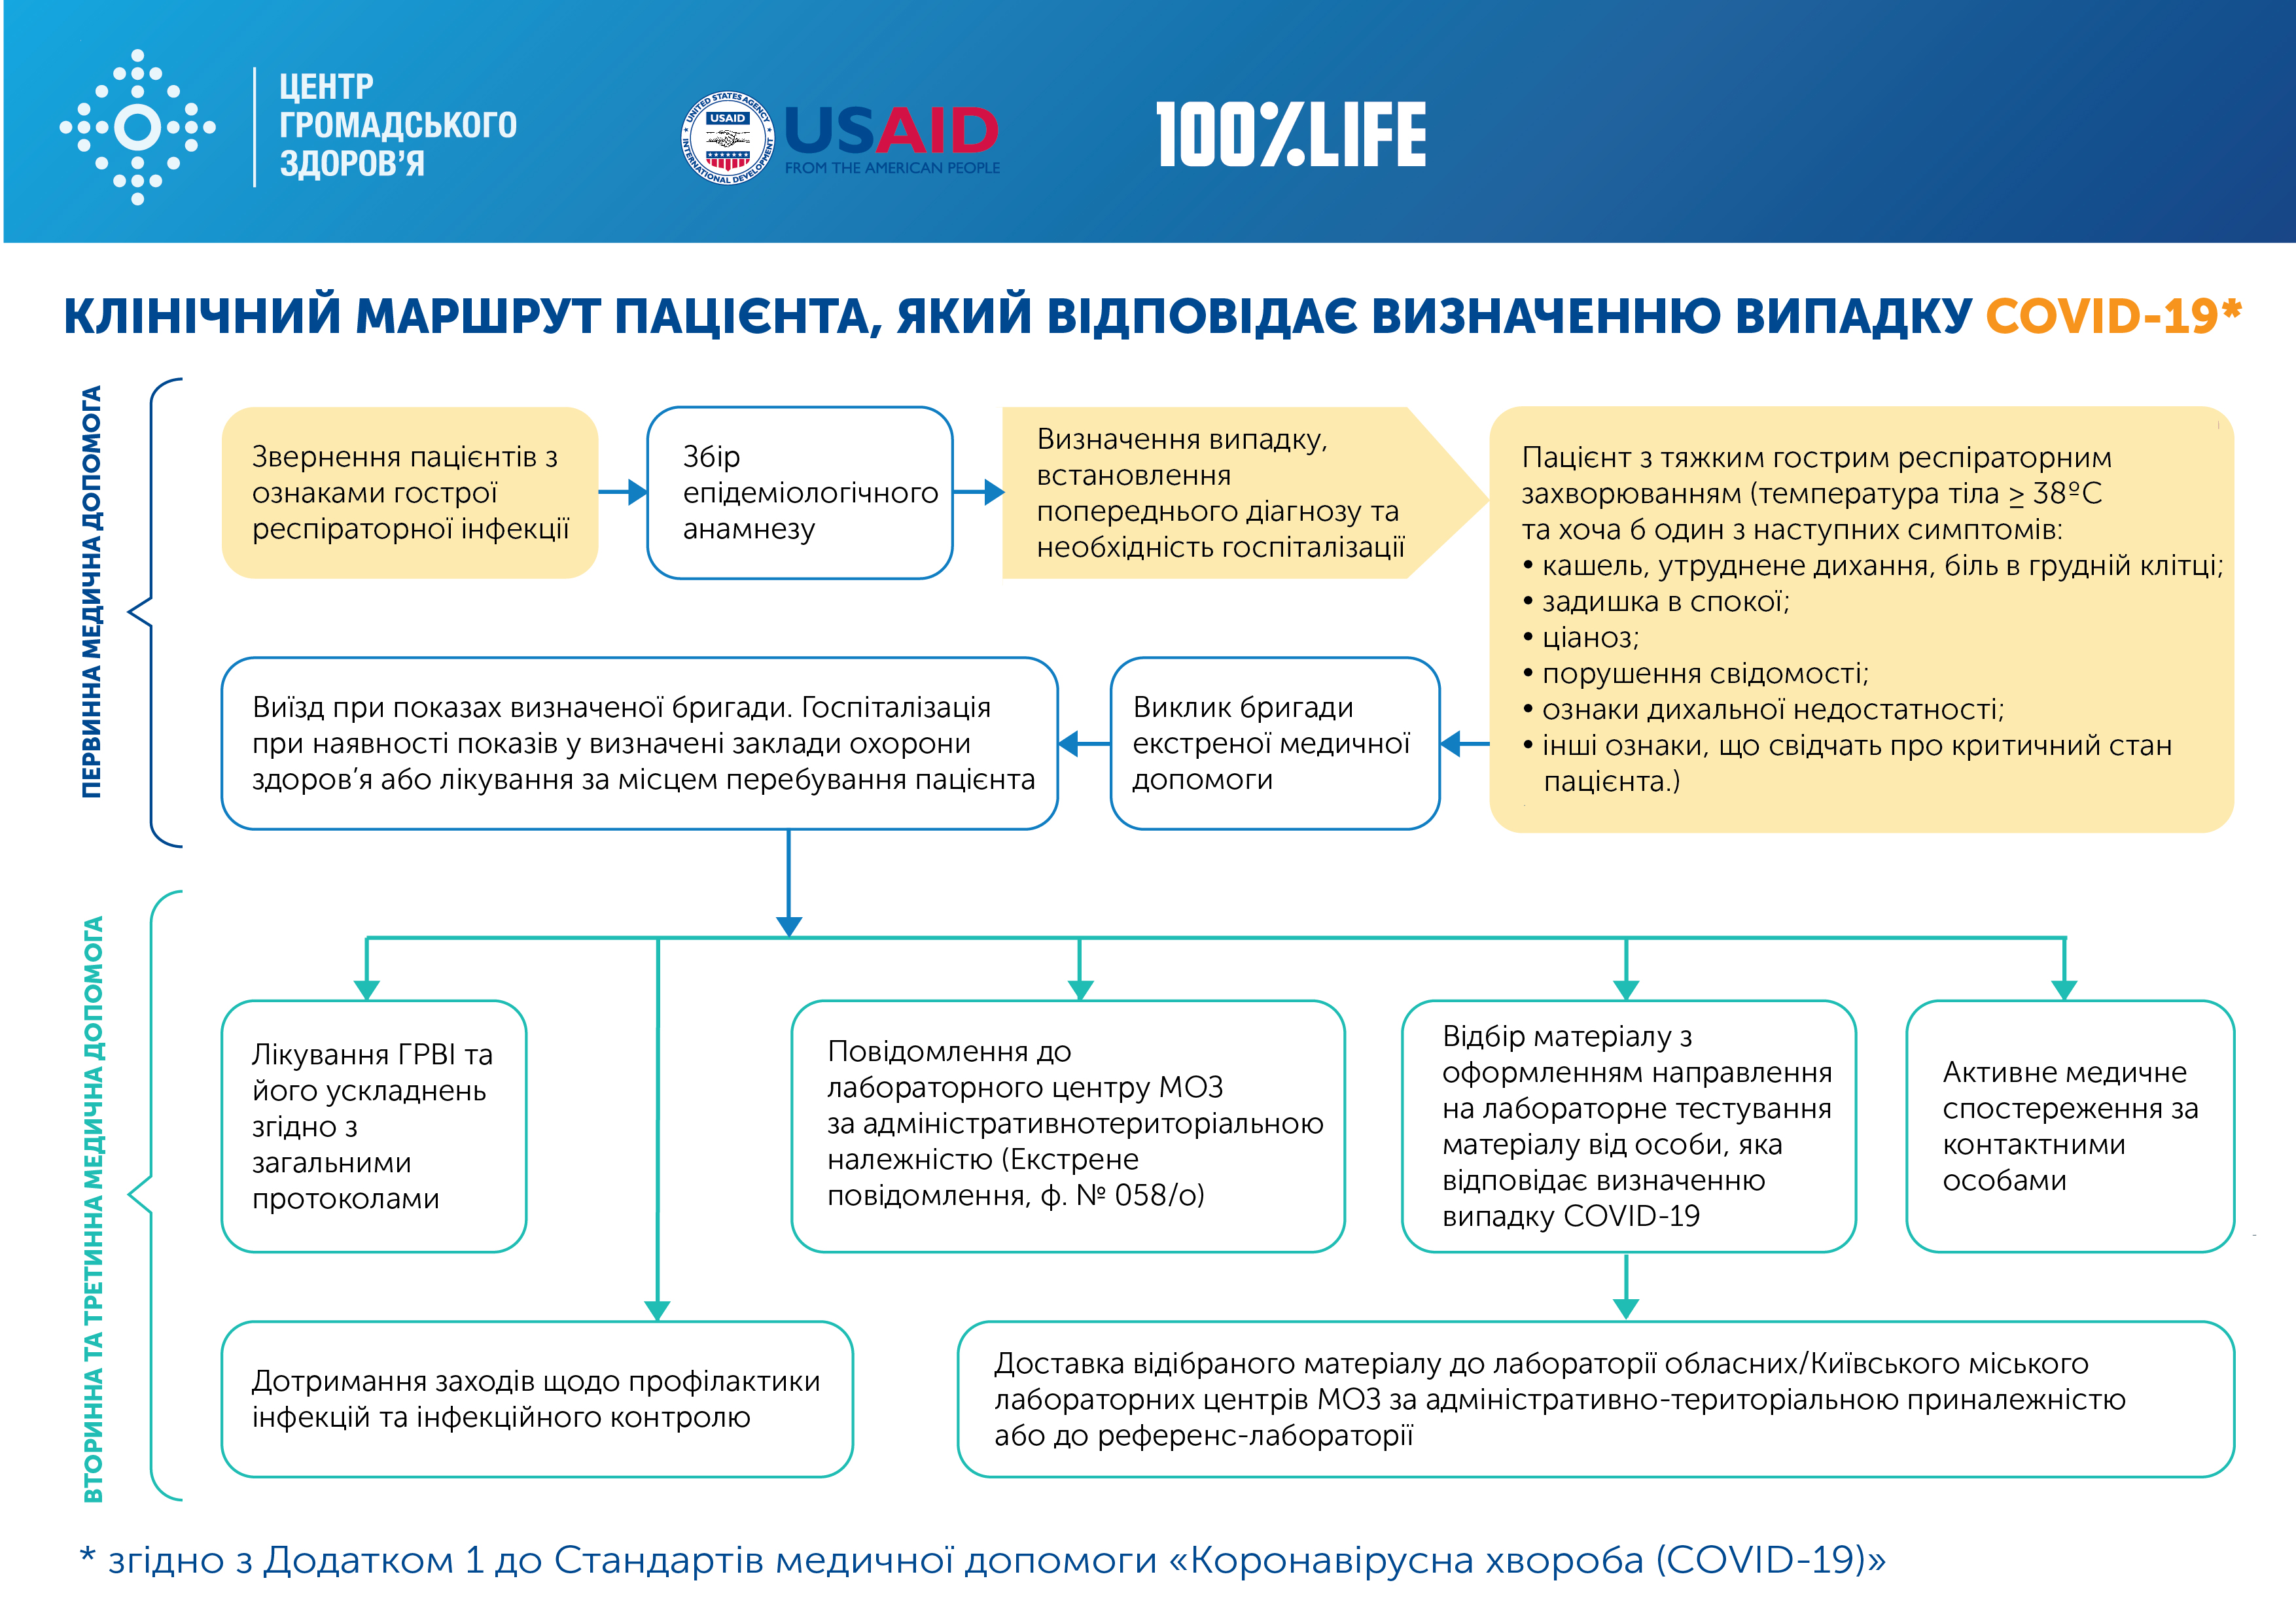 ЦЕНТР
ГРОМАДСЬКОГО
ЗДОРОВ'Я
UNITED STATES AGENCY
USAID
INTERNATIONAL DEVELOPMENT
USAID
FROM THE AMERICAN PEOPLE
100%LIFE
КЛІНІЧНИЙ МАРШРУТ ПАЦІЄНТА, ЯКИЙ ВІДПОВІДАЄ ВИЗНАЧЕННЮ ВИПАДКУ COVID-19*
ПЕРВИННА МЕДИЧНА ДОПОМОГА
Звернення пацієнтів з
ознаками гострої
респіраторної інфекції
Збір
епідеміологічного
анамнезу
Визначення випадку,
встановлення
попереднього діагнозу та
необхідність госпіталізації
Пацієнт з тяжким гострим респіраторним
захворюванням (температура тіла ≥ 38ºС
та хоча б один з наступних симптомів:
• кашель, утруднене дихання, біль в грудній клітці;
• задишка в спокої;
• ціаноз;
• порушення свідомості;
• ознаки дихальної недостатності;
• інші ознаки, що свідчать про критичний стан
пацієнта.)
Виклик бригади
екстреної медичної
допомоги
Виїзд при показах визначеної бригади. Госпіталізація
при наявності показів у визначені заклади охорони
здоров'я або лікування за місцем перебування пацієнта
ВТОРИННА ТА ТРЕТИННА МЕДИЧНА ДОПОМОГА
Лікування ГРВІ та
його ускладнень
згідно з
загальними
протоколами
Повідомлення до
лабораторного центру МОЗ
за адміністративнотериторіальною
належністю (Екстрене
повідомлення, ф. № 058/о)
Відбір матеріалу з
оформленням направлення
на лабораторне тестування
матеріалу від особи, яка
відповідає визначенню
випадку COVID-19
Активне медичне
спостереження за
контактними
особами
Дотримання заходів щодо профілактики
інфекцій та інфекційного контролю
Доставка відібраного матеріалу до лабораторії обласних/Київського міського
лабораторних центрів МОЗ за адміністративно-територіальною приналежністю
або до референс-лабораторії
* згідно з Додатком 1 до Стандартів медичної допомоги «Коронавірусна хвороба (COVID-19)»